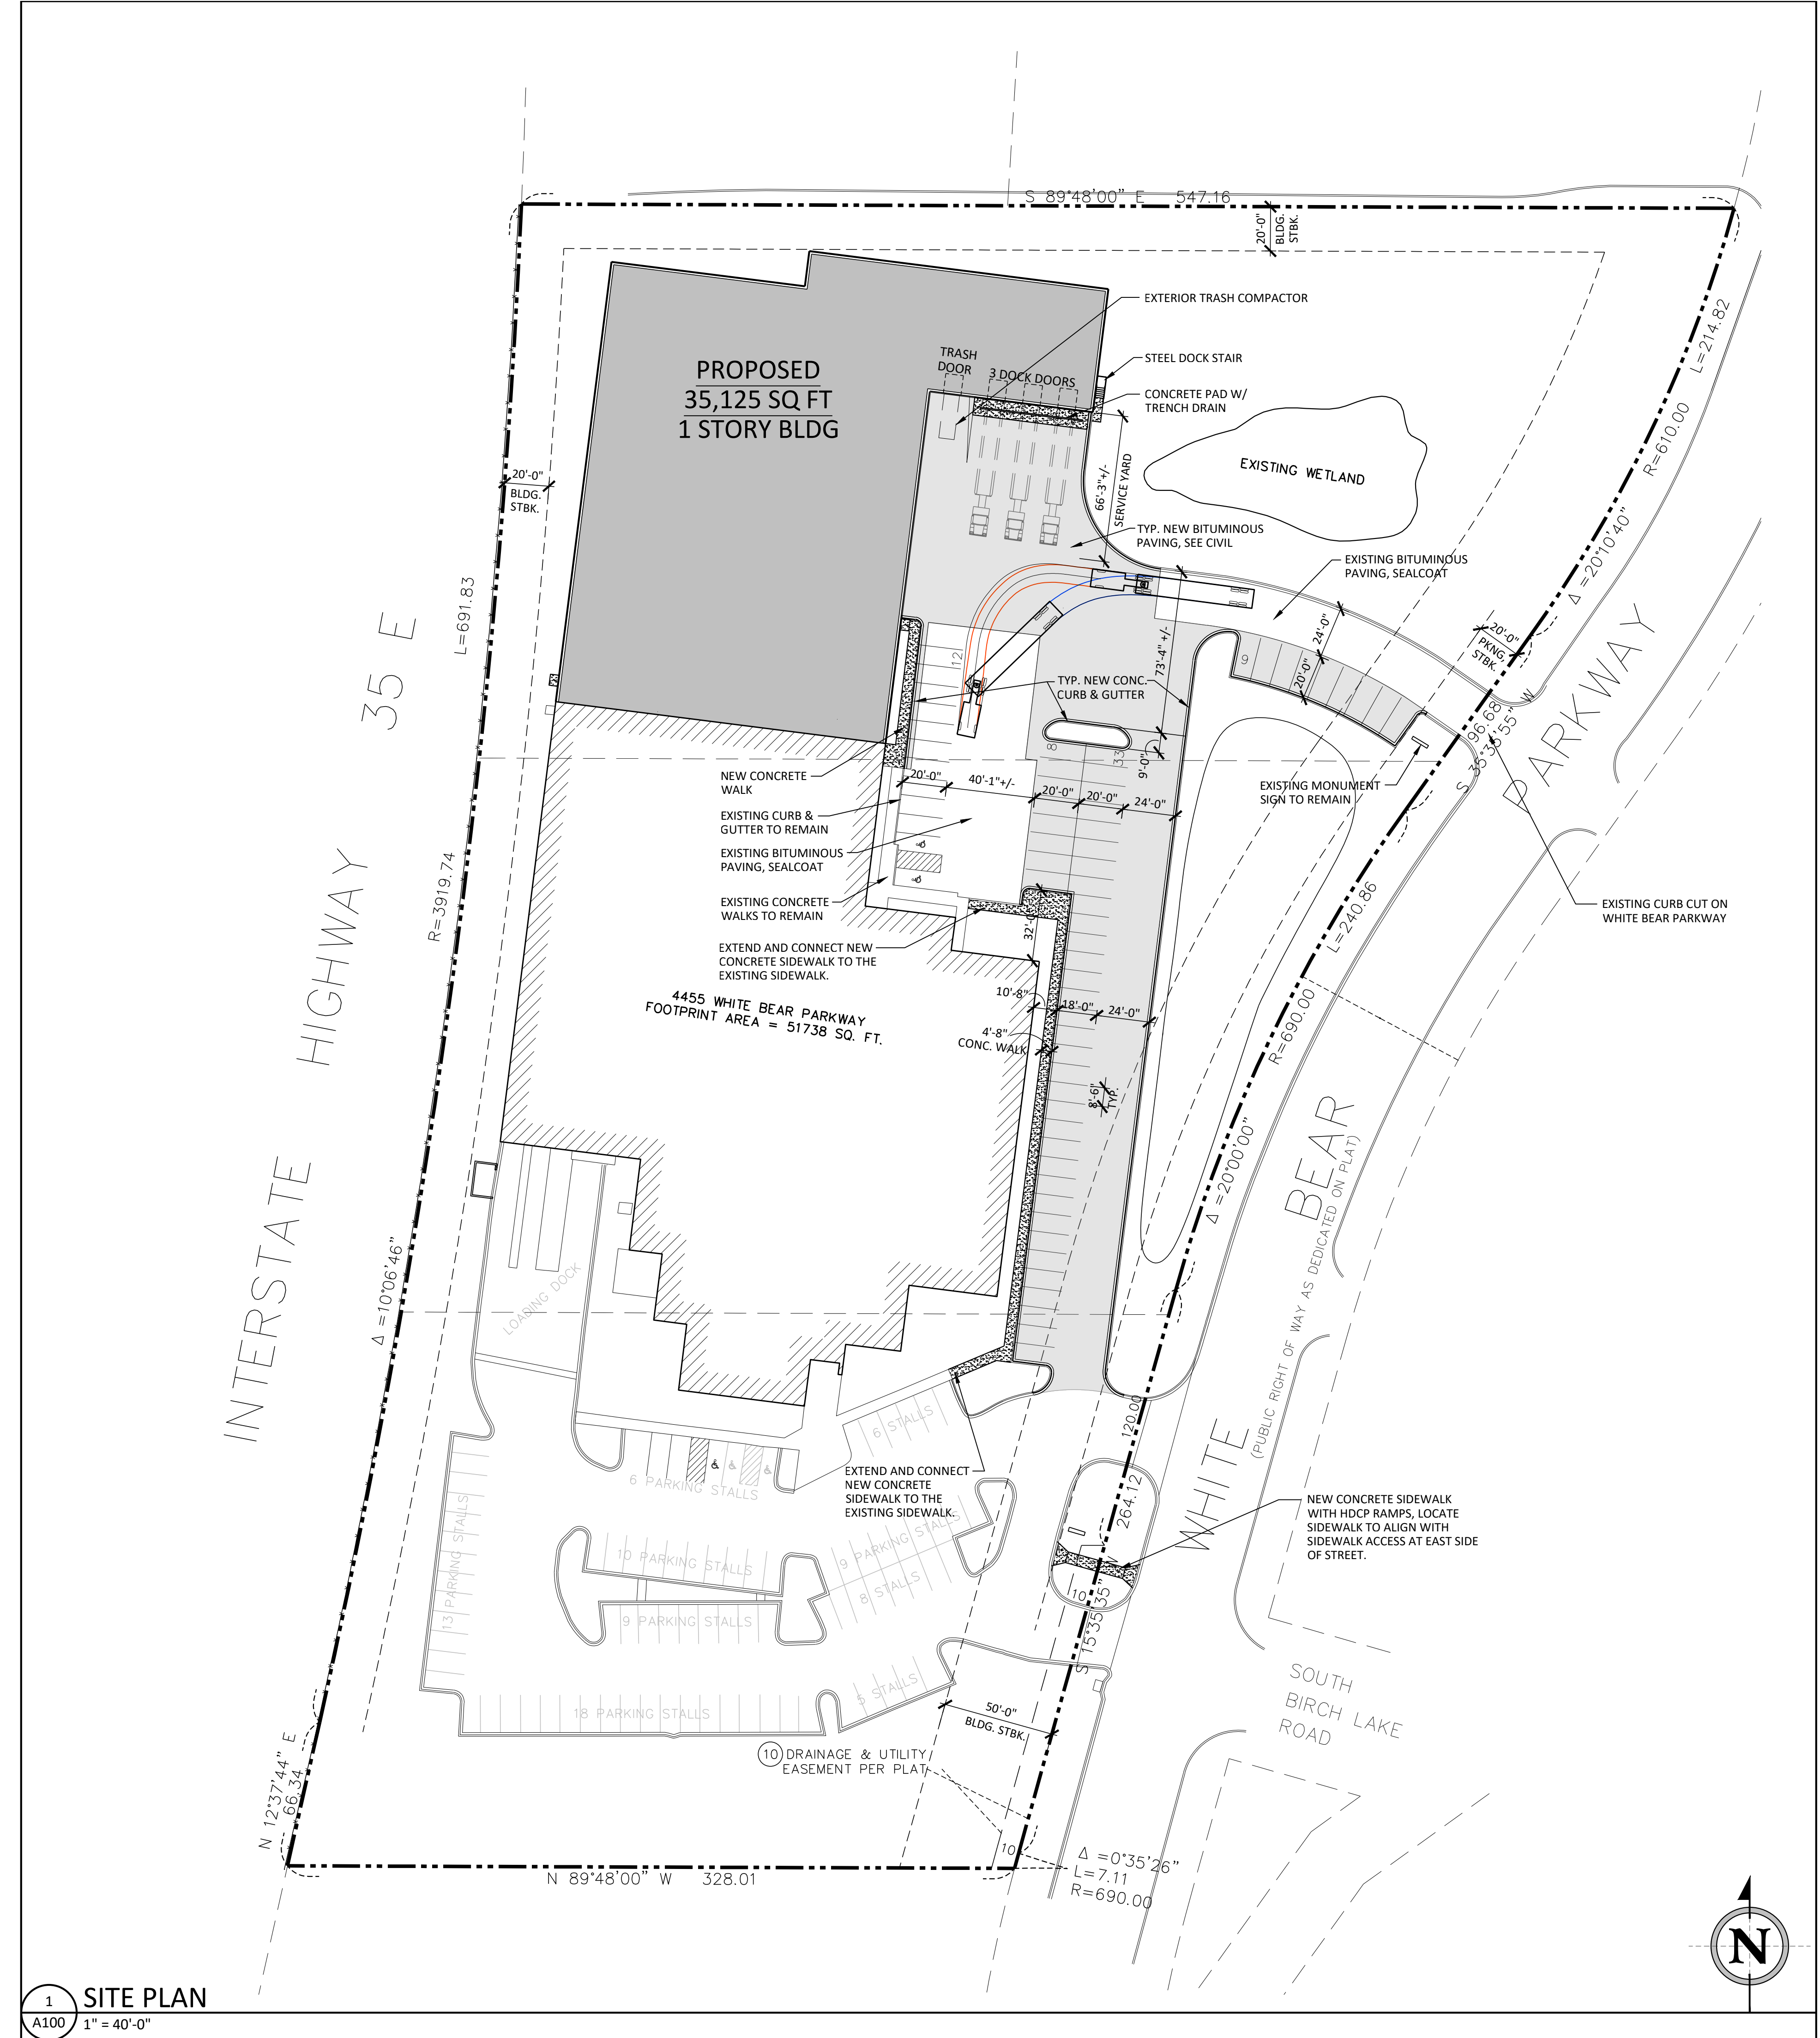 S 89°48'00" E 547.16
20'-0"
BLDG.
STBK.
EXTERIOR TRASH COMPACTOR
TRASH
DOOR
3 DOCK DOORS
STEEL DOCK STAIR
CONCRETE PAD W/
TRENCH DRAIN
PROPOSED
35,125 SQ FT
1 STORY BLDG
L=214.82
R=610.00
Δ =20°10'40"
EXISTING WETLAND
20'-0"
BLDG.
STBK.
66'-3"+/-
SERVICE YARD
TYP. NEW BITUMINOUS
PAVING, SEE CIVIL
EXISTING BITUMINOUS
PAVING, SEALCOAT
L=691.83
R=3919.74
Δ =10°06'46"
INTERSTATE HIGHWAY 35 E
12
73'-4" +/-
9
24'-0"
20'-0"
20'-0"
PKNG.
STBK.
TYP. NEW CONC.
CURB & GUTTER
8
33
9'-0"
96.68
S 35°35'55" W
WHITE BEAR PARKWAY
(PUBLIC RIGHT OF WAY AS DEDICATED ON PLAT)
NEW CONCRETE
WALK
20'-0"
40'-1"+/-
20'-0"
20'-0"
24'-0"
EXISTING MONUMENT
SIGN TO REMAIN
EXISTING CURB &
GUTTER TO REMAIN
EXISTING BITUMINOUS
PAVING, SEALCOAT
EXISTING CONCRETE
WALKS TO REMAIN
EXISTING CURB CUT ON
WHITE BEAR PARKWAY
EXTEND AND CONNECT NEW
CONCRETE SIDEWALK TO THE
EXISTING SIDEWALK.
32'-0"
L=240.86
R=690.00
Δ =20°00'00"
4455 WHITE BEAR PARKWAY
FOOTPRINT AREA = 51738 SQ. FT.
10'-8"
18'-0"
24'-0"
4'-8"
CONC. WALK
8'-6"
TYP.
LOADING DOCK
120.00
264.12
S 15°35'35" W
6 STALLS
6 PARKING STALLS
EXTEND AND CONNECT
NEW CONCRETE
SIDEWALK TO THE
EXISTING SIDEWALK.
NEW CONCRETE SIDEWALK
WITH HDCP RAMPS, LOCATE
SIDEWALK TO ALIGN WITH
SIDEWALK ACCESS AT EAST SIDE
OF STREET.
13 PARKING STALLS
10 PARKING STALLS
9 PARKING STALLS
8 STALLS
9 PARKING STALLS
10
5 STALLS
18 PARKING STALLS
50'-0"
BLDG. STBK.
SOUTH
BIRCH LAKE
ROAD
10 DRAINAGE & UTILITY
EASEMENT PER PLAT
N 12°37'44" E
66.34
10
Δ =0°35'26"
L=7.11
R=690.00
N 89°48'00" W 328.01
N
1
A100
SITE PLAN
1" = 40'-0"